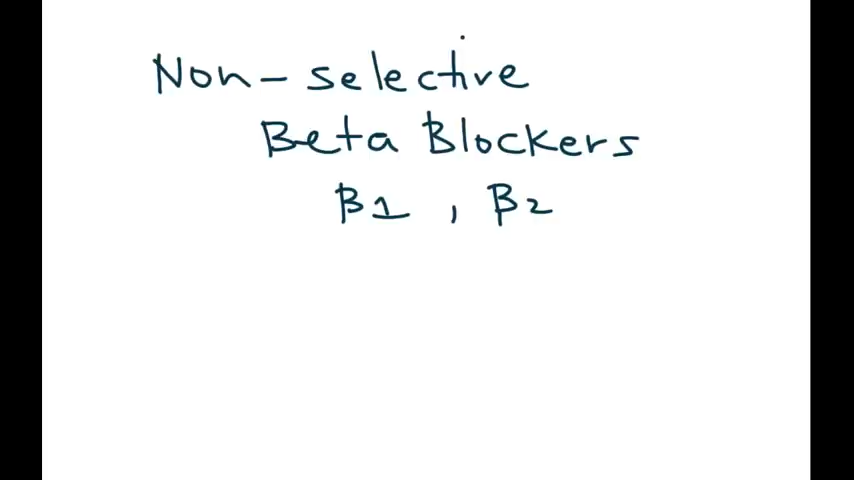 Non-selective
Beta Blockers
β1, β2